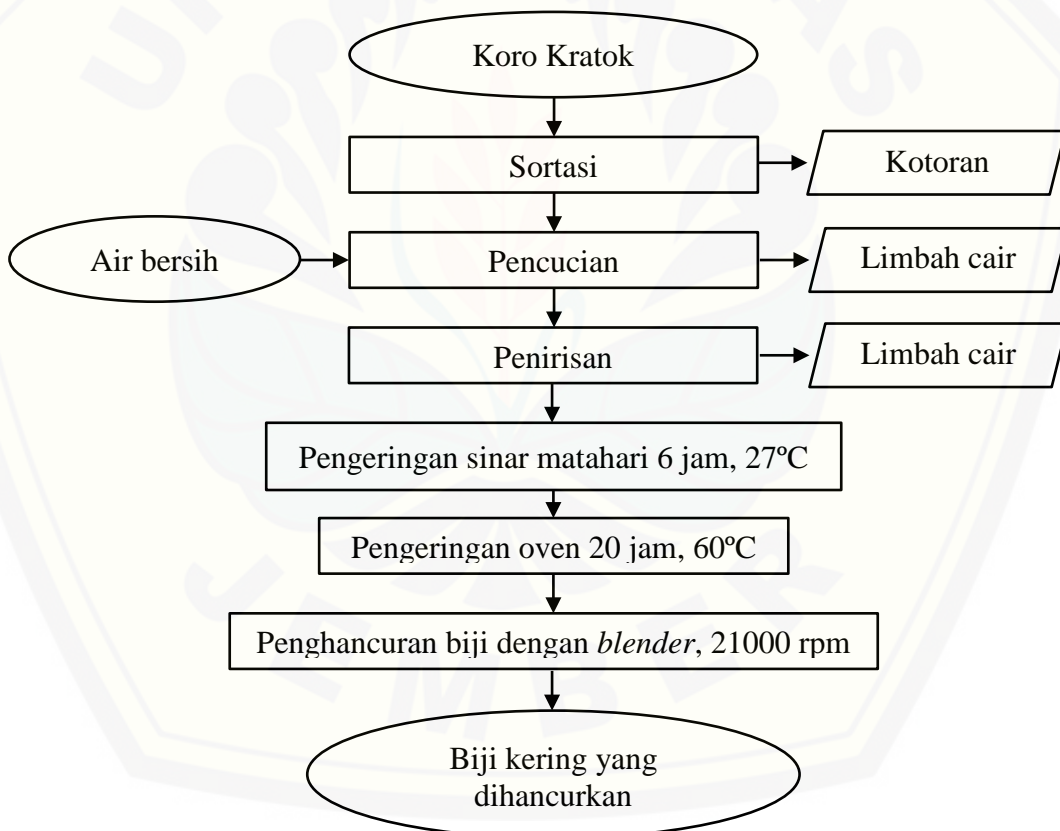 Koro Kratok
Sortasi
Kotoran
Air bersih
Pencucian
Limbah cair
Penirisan
Limbah cair
Pengeringan sinar matahari 6 jam, 27ºC
Pengeringan oven 20 jam, 60ºC
Penghancuran biji dengan blender, 21000 rpm
Biji kering yang
dihancurkan
JEMBER